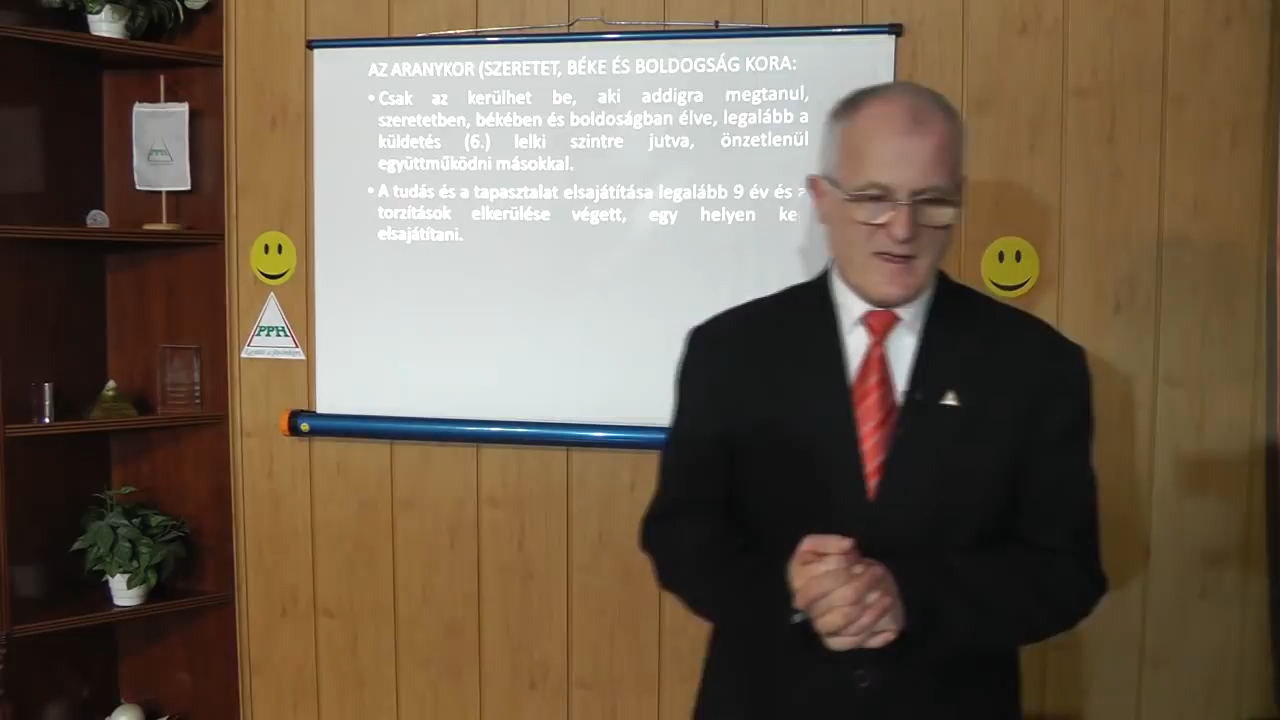 AZ ARANYKOR (SZERETET, BÉKE ÉS BOLDOGSÁG KORA:
• Csak az kerülhet be, aki addigra megtanul,
szeretetben, békében és boldoságban élve, legalább a
küldetés (6.) lelki szintre jutva, önzetlenül
együttműködni másokkal.
• A tudás és a tapasztalat elsajátítása legalább 9 év és
torzítások elkerülése végett, egy helyen
elsajátítani.
PPH